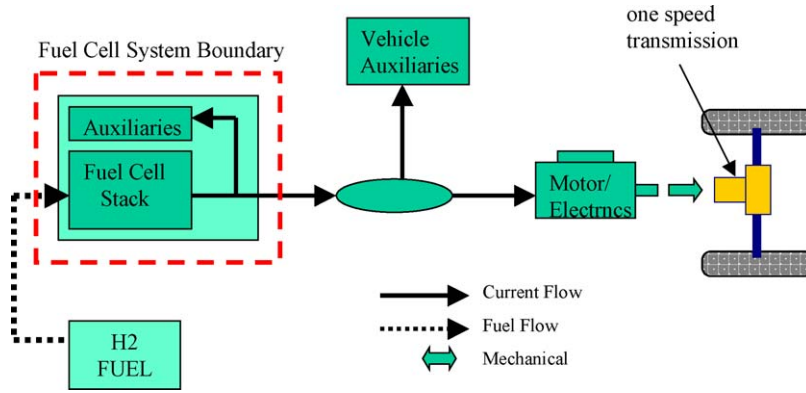 one speed
transmission
Fuel Cell System Boundary
Vehicle
Auxiliaries
Auxiliaries
Fuel Cell
Stack
Motor/
Electrncs
Current Flow
Fuel Flow
Mechanical
H2
FUEL